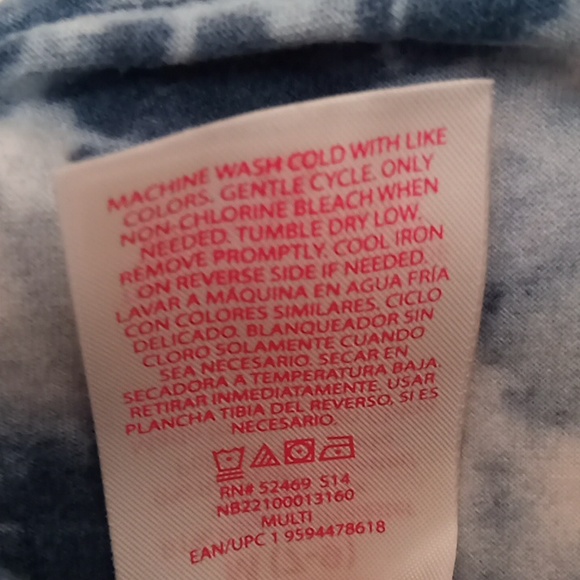 MACHINE WASH COLD WITH LIKE
COLORS. GENTLE CYCLE. ONLY
NON-CHLORINE BLEACH WHEN
NEEDED. TUMBLE DRY LOW.
REMOVE PROMPTLY. COOL IRON
ON REVERSE SIDE IF NEEDED.
LAVAR A MÁQUINA EN AGUA FRÍA
CON COLORES SIMILARES. CICLO
DELICADO. BLANQUEADOR SIN
CLORO SOLAMENTE CUANDO
SEA NECESARIO. SECAR EN
SECADORA A TEMPERATURA BAJA.
RETIRAR INMEDIATAMENTE. USAR
PLANCHA TIBIA DEL REVERSO, SI ES
NECESARIO.
RN# 52469 S14
NB22100013160
MULTI
EAN/UPC 1 9594478618